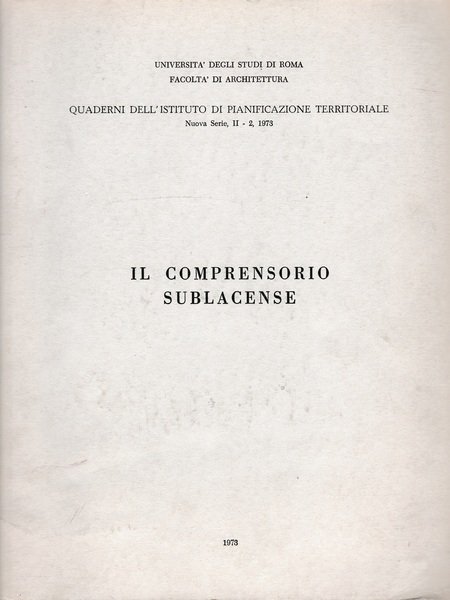 UNIVERSITA' DEGLI STUDI DI ROMA
FACOLTA' DI ARCHITETTURA
QUADERNI DELL'ISTITUTO DI PIANIFICAZIONE TERRITORIALE
Nuova Serie, II - 2, 1973
IL COMPRENSORIO
SUBLACENSE
1973